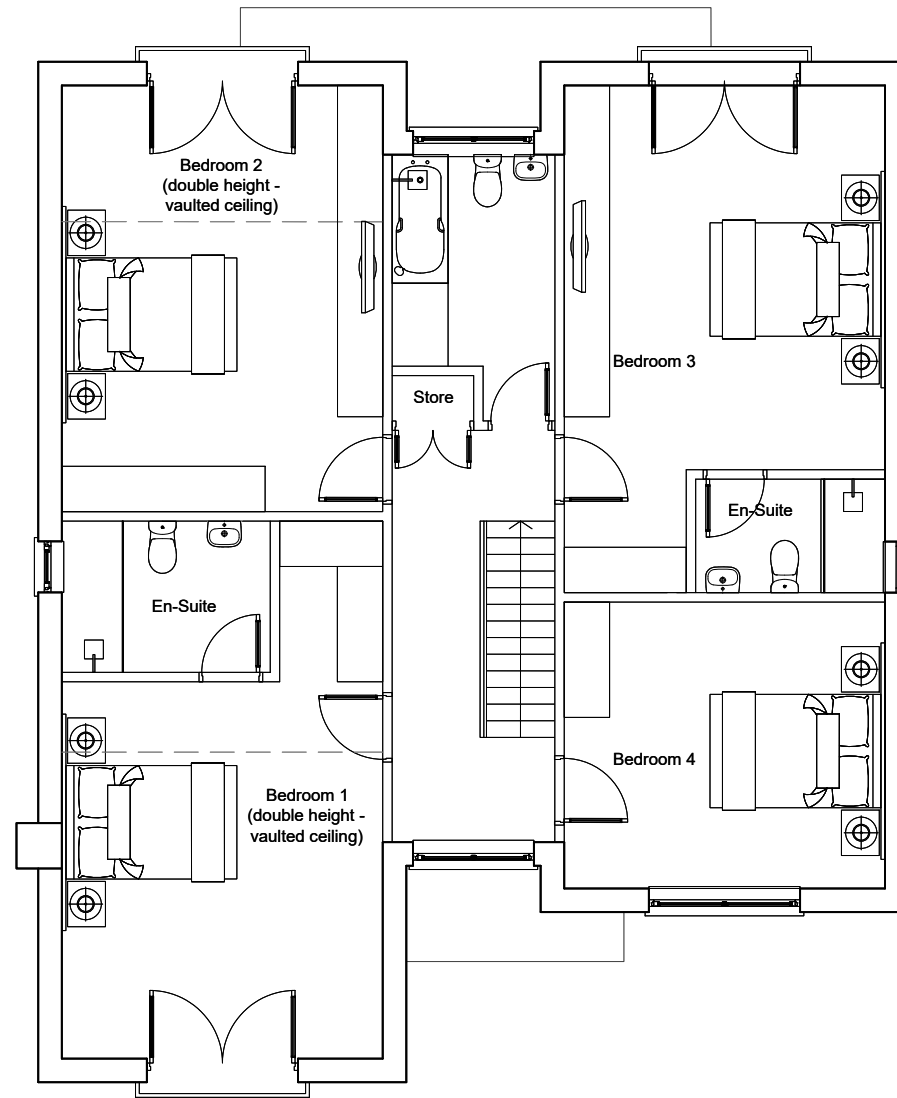 Bedroom 2
(double height -
vaulted ceiling)
Bedroom 3
Store
En-Suite
En-Suite
Bedroom 4
Bedroom 1
(double height -
vaulted ceiling)